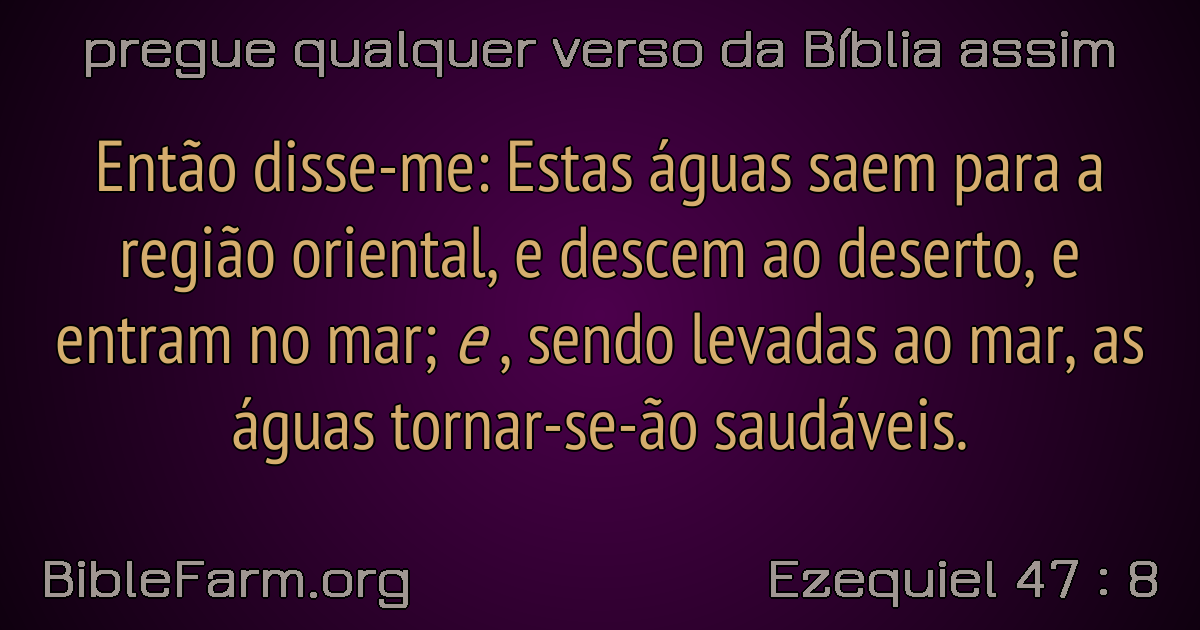 pregue qualquer verso da Bíblia assim
Então disse-me: Estas águas saem para a
região oriental, e descem ao deserto, e
entram no mar; e , sendo levadas ao mar, as
águas tornar-se-ão saudáveis.
BibleFarm.org
Ezequiel 47 : 8